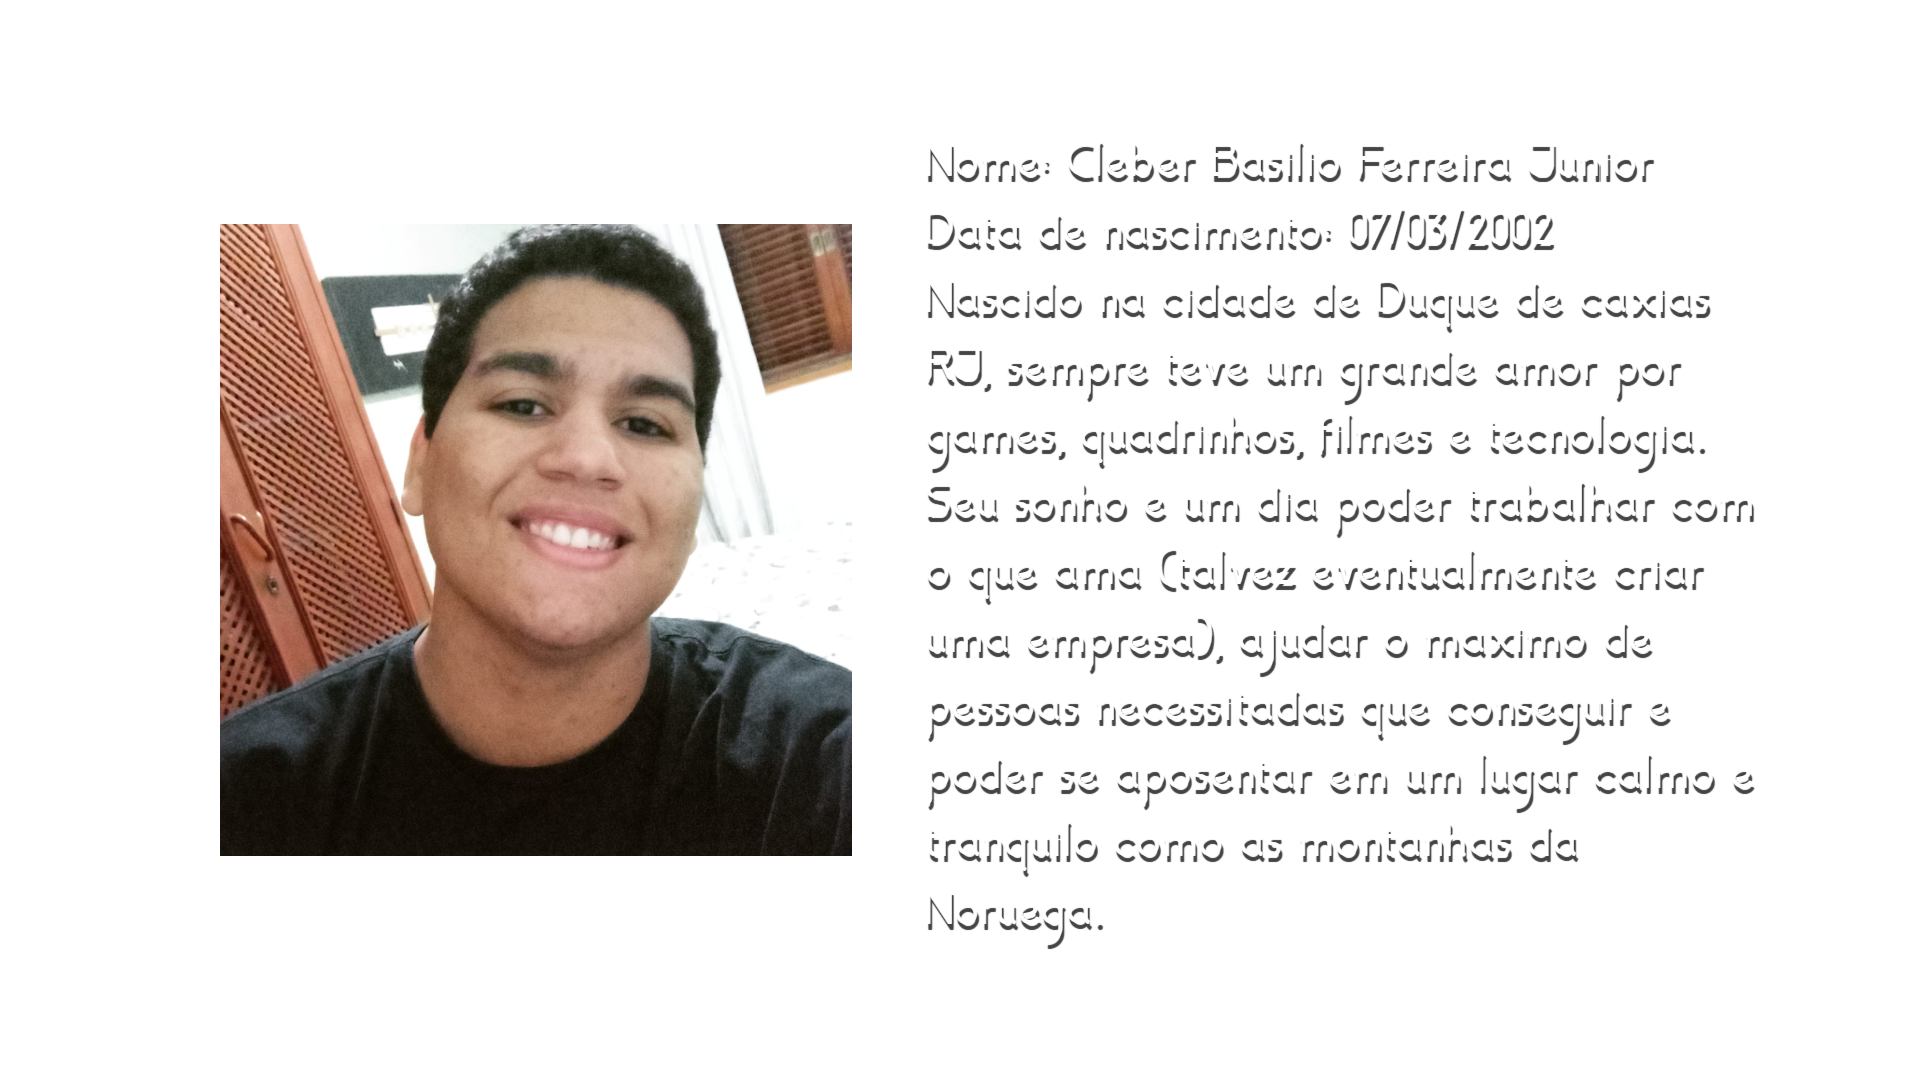 Nome: Cleber Basilio Ferreira Junior
Data de nascimento: 07/03/2002
Nascido na cidade de Duque de caxias
RJ, sempre teve um grande amor por
games, quadrinhos, filmes e tecnologia.
Seu sonho e um dia poder trabalhar com
o que ama (talvez eventualmente criar
uma empresa), ajudar o maximo de
pessoas necessitadas que conseguir e
poder se aposentar em um lugar calmo e
tranquilo como as montanhas da
Noruega.